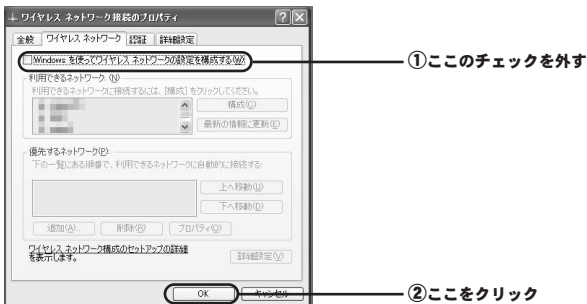 ワイヤレス ネットワーク接続のプロパティ
全般 ワイヤレス ネットワーク 認証 詳細設定
Windows を使ってワイヤレス ネットワークの設定を構成する(W)
①ここのチェックを外す
利用できるネットワーク (N)
利用できるネットワークに接続するには、[構成] をクリックしてください。
構成(C)
最新の情報に更新(E)
優先するネットワーク(P):
下の一覧にある順番で、利用できるネットワークに自動的に接続する:
上へ移動(U)
下へ移動(D)
追加(A)... 削除(R) プロパティ(O)
ワイヤレス ネットワーク構成のセットアップの詳細
を表示します。
詳細設定(V)
OK キャンセル
②ここをクリック